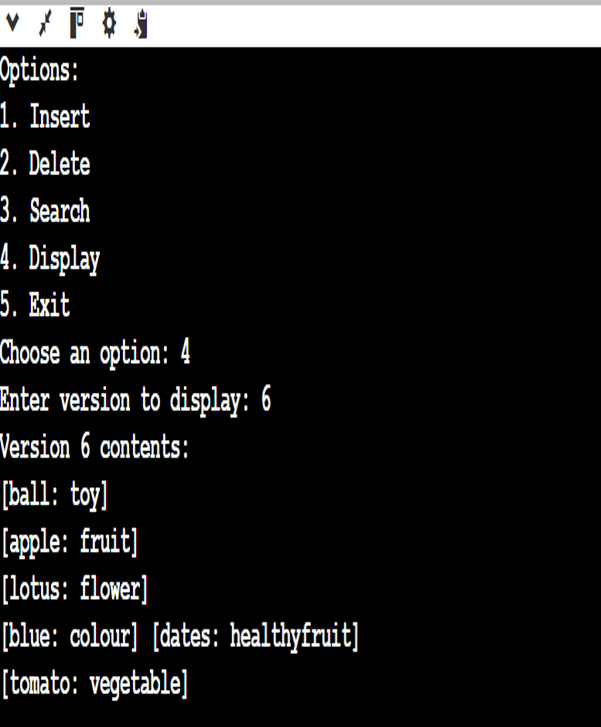 Options:
1. Insert
2. Delete
3. Search
4. Display
5. Exit
Choose an option: 4
Enter version to display: 6
Version 6 contents:
[ball: toy]
[apple: fruit]
[lotus: flower]
[blue: colour] [dates: healthyfruit]
[tomato: vegetable]